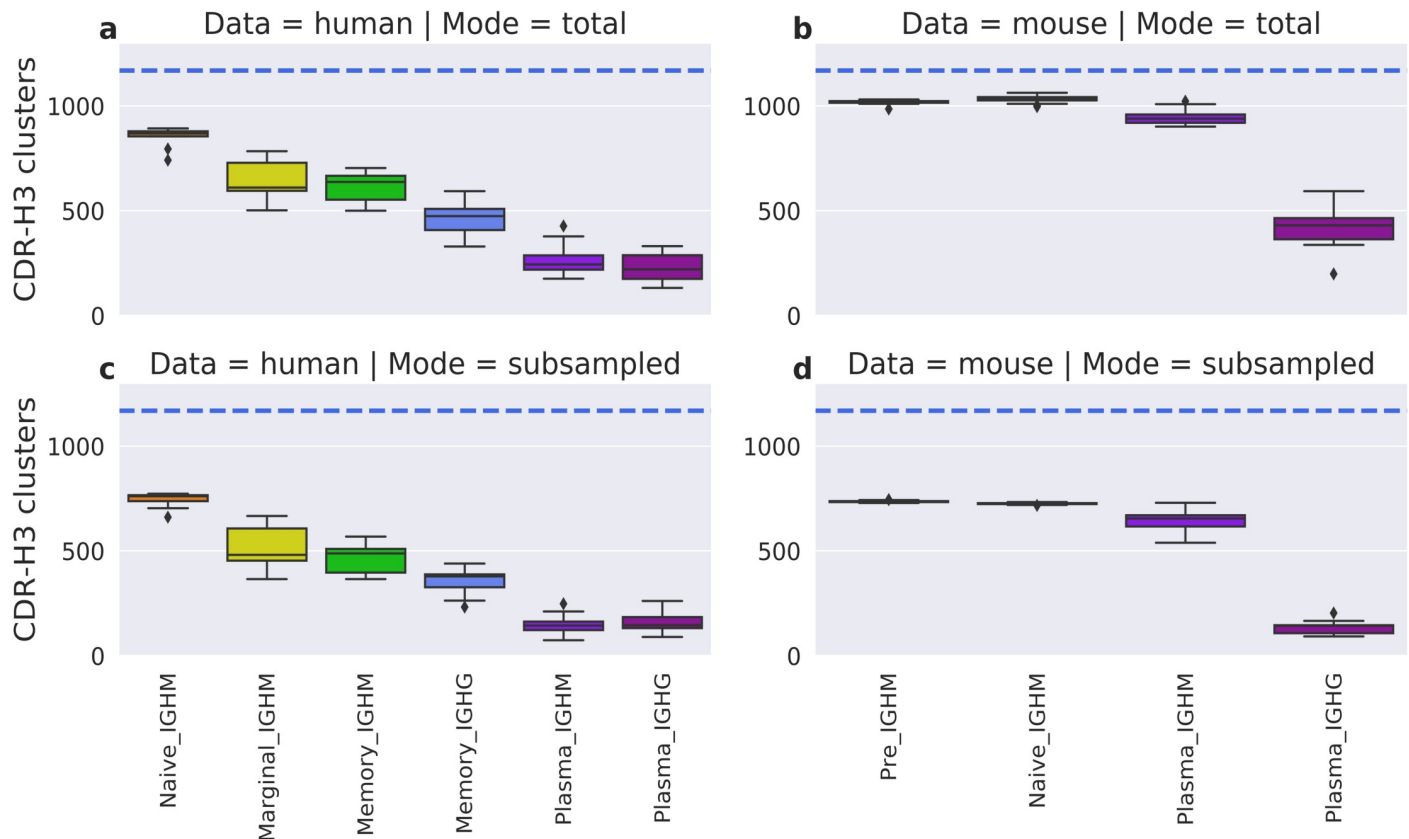 a Data = human | Mode = total
b Data = mouse | Mode = total
CDR-H3 clusters
1000
500
0
1000
500
0
c Data = human | Mode = subsampled
d Data = mouse | Mode = subsampled
CDR-H3 clusters
1000
500
0
1000
500
0
Naive_IGHM
Marginal_IGHM
Memory_IGHM
Memory_IGHG
Plasma_IGHM
Plasma_IGHG
Pre_IGHM
Naive_IGHM
Plasma_IGHM
Plasma_IGHG